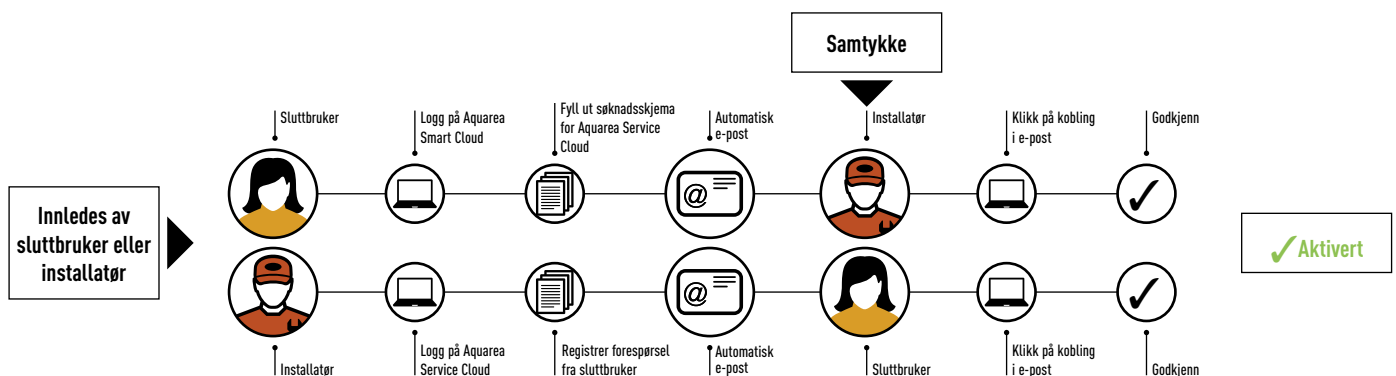 Samtykke
Sluttbruker
Logg på Aquarea
Smart Cloud
Fyll ut søknadsskjema
for Aquarea Service
Cloud
Automatisk
e-post
Installatør
Klikk på kobling
i e-post
Godkjenn
Innledes av
sluttbruker eller
installatør
@
@
Aktivert
Installatør
Logg på Aquarea
Service Cloud
Registrer forespørsel
fra sluttbruker
Automatisk
e-post
Sluttbruker
Klikk på kobling
i e-post
Godkjenn